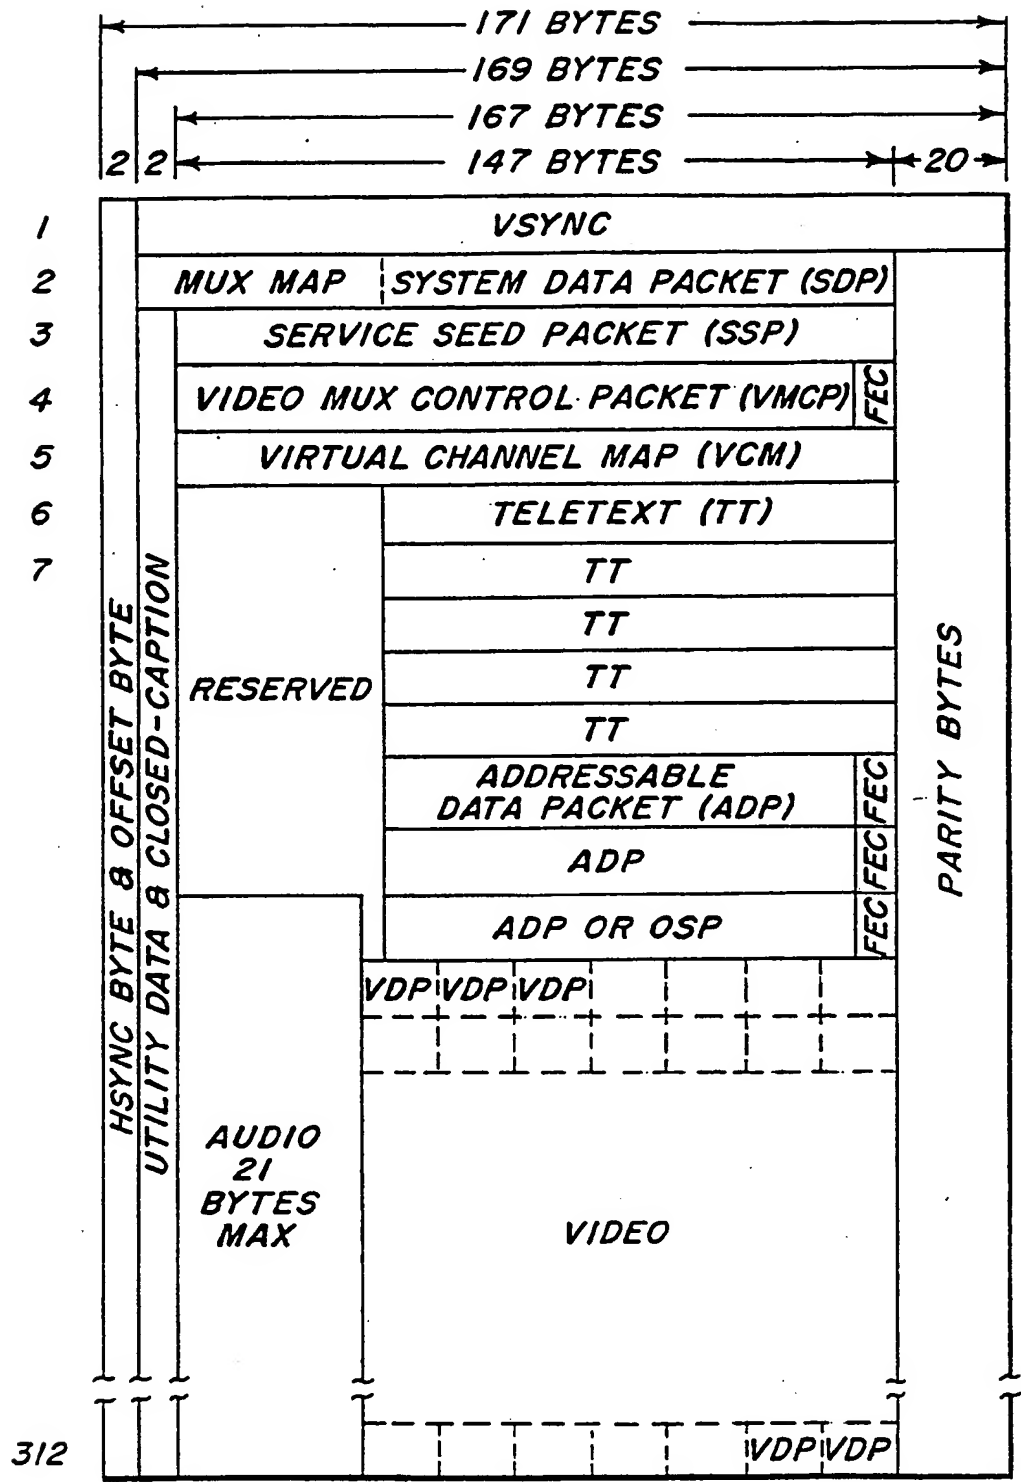 171 BYTES
169 BYTES
167 BYTES
2 2 147 BYTES 20
1 VSYNC
2 MUX MAP SYSTEM DATA PACKET (SDP)
3 SERVICE SEED PACKET (SSP)
4 VIDEO MUX CONTROL PACKET (VMCP) FEC
5 VIRTUAL CHANNEL MAP (VCM)
6 TELETEXT (TT)
7 TT
TT
TT
TT
RESERVED
ADDRESSABLE
DATA PACKET (ADP) FEC
ADP FEC
ADP OR OSP FEC
VDP VDP VDP
HSYNC BYTE & OFFSET BYTE
UTILITY DATA & CLOSED-CAPTION
PARITY BYTES
AUDIO
21
BYTES
MAX
VIDEO
312 VDP VDP